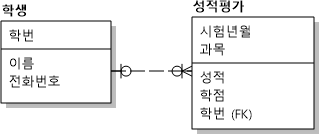 학생
학번
이름
전화번호
성적평가
시험년월
과목
성적
학점
학번 (FK)